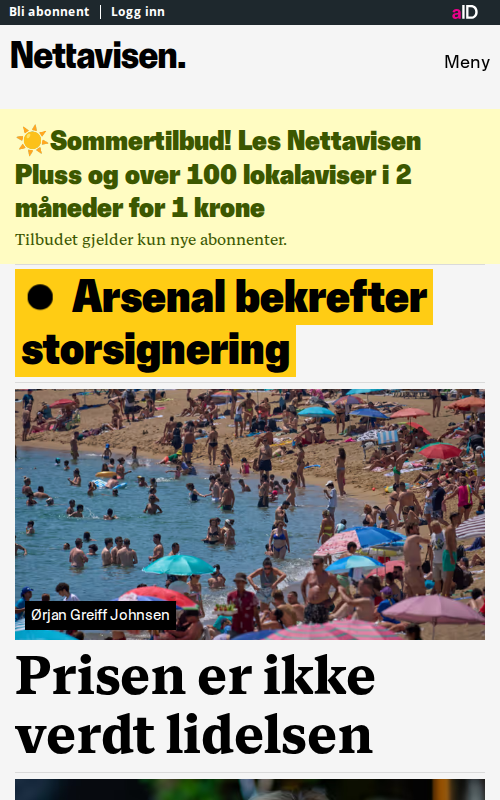 Bli abonnent | Logg inn
aID
Nettavisen.
Meny
☀️Sommertilbud! Les Nettavisen
Pluss og over 100 lokalaviser i 2
måneder for 1 krone
Tilbudet gjelder kun nye abonnenter.
● Arsenal bekrefter
storsignering
Ørjan Greiff Johnsen
Prisen er ikke
verdt lidelsen